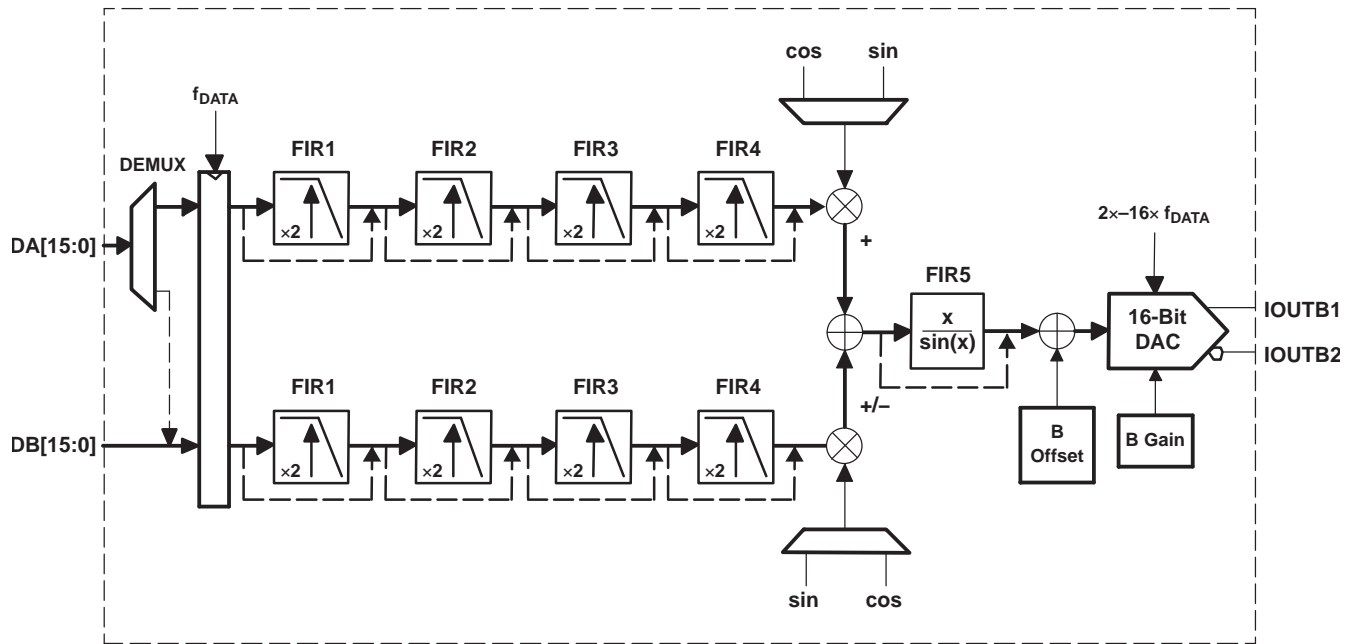 cos sin
fDATA
DEMUX
FIR1 FIR2 FIR3 FIR4
×2 ×2 ×2 ×2
DA[15:0]
+
2×–16× fDATA
FIR5
x
sin(x)
16-Bit
DAC
IOUTB1
IOUTB2
+/–
FIR1 FIR2 FIR3 FIR4
×2 ×2 ×2 ×2
DB[15:0]
B
Offset
B Gain
sin cos